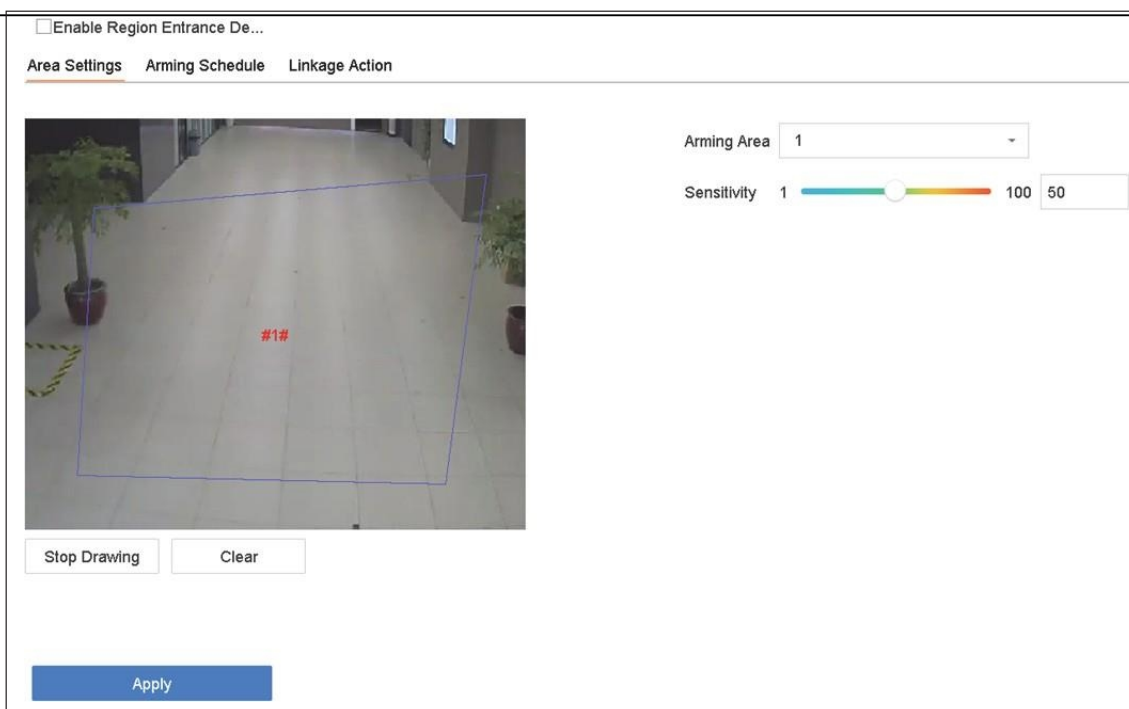 Enable Region Entrance De...
Area Settings Arming Schedule Linkage Action
Arming Area 1
Sensitivity 1 100 50
#1#
Stop Drawing Clear
Apply